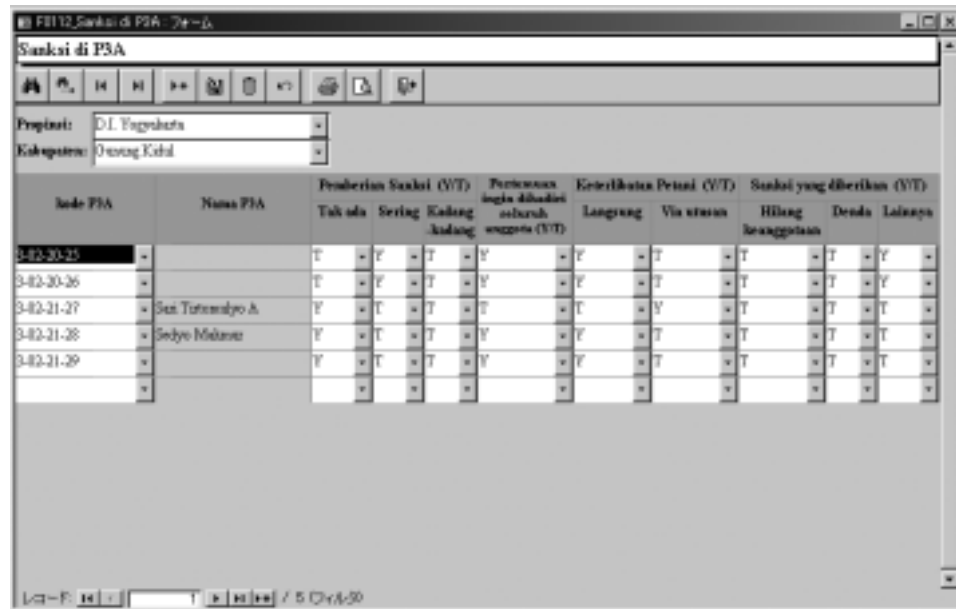 F0112_Sanksi di P3A : フォーム
Sanksi di P3A
Propinsi: D.I. Yogyakarta
Kabupaten: Gunung Kidul
Kode P3A Nama P3A Pemberian Sanksi (Y/T) Tak ada Sering Kadang-kadang Pertemuan ingin dihadiri seluruh anggota (Y/T) Keterlibatan Petani (Y/T) Langsung Via utusan Sanksi yang diberikan (Y/T) Hilang keanggotaan Denda Lainnya
3-02-20-25 T Y T Y Y T T T Y
3-02-20-26 T Y T Y Y T T T Y
3-02-21-27 Sari Tirtomulyo A Y T T T T Y T T T
3-02-21-28 Sedyo Makmur Y T T Y Y T T T T
3-02-21-29 Y T T Y Y T T T T
レコード: 1 / 5 (フィルタ)